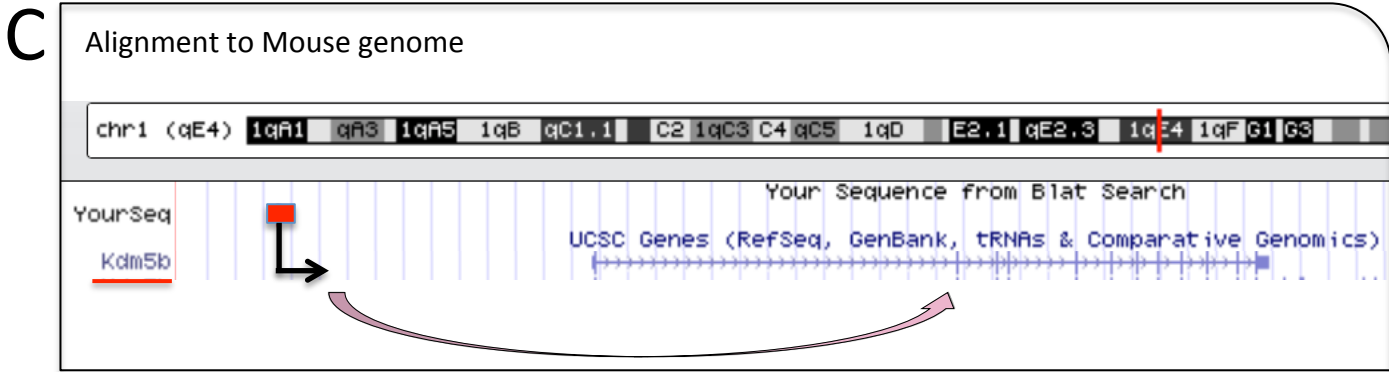 C
Alignment to Mouse genome
chr1 (qE4) 1qA1 qA3 1qA5 1qB qC1.1 C2 1qC3 C4 qC5 1qD E2.1 qE2.3 1qE4 1qF G1 G3
Your Sequence from Blat Search
YourSeq
UCSC Genes (RefSeq, GenBank, tRNAs & Comparative Genomics)
Kdm5b